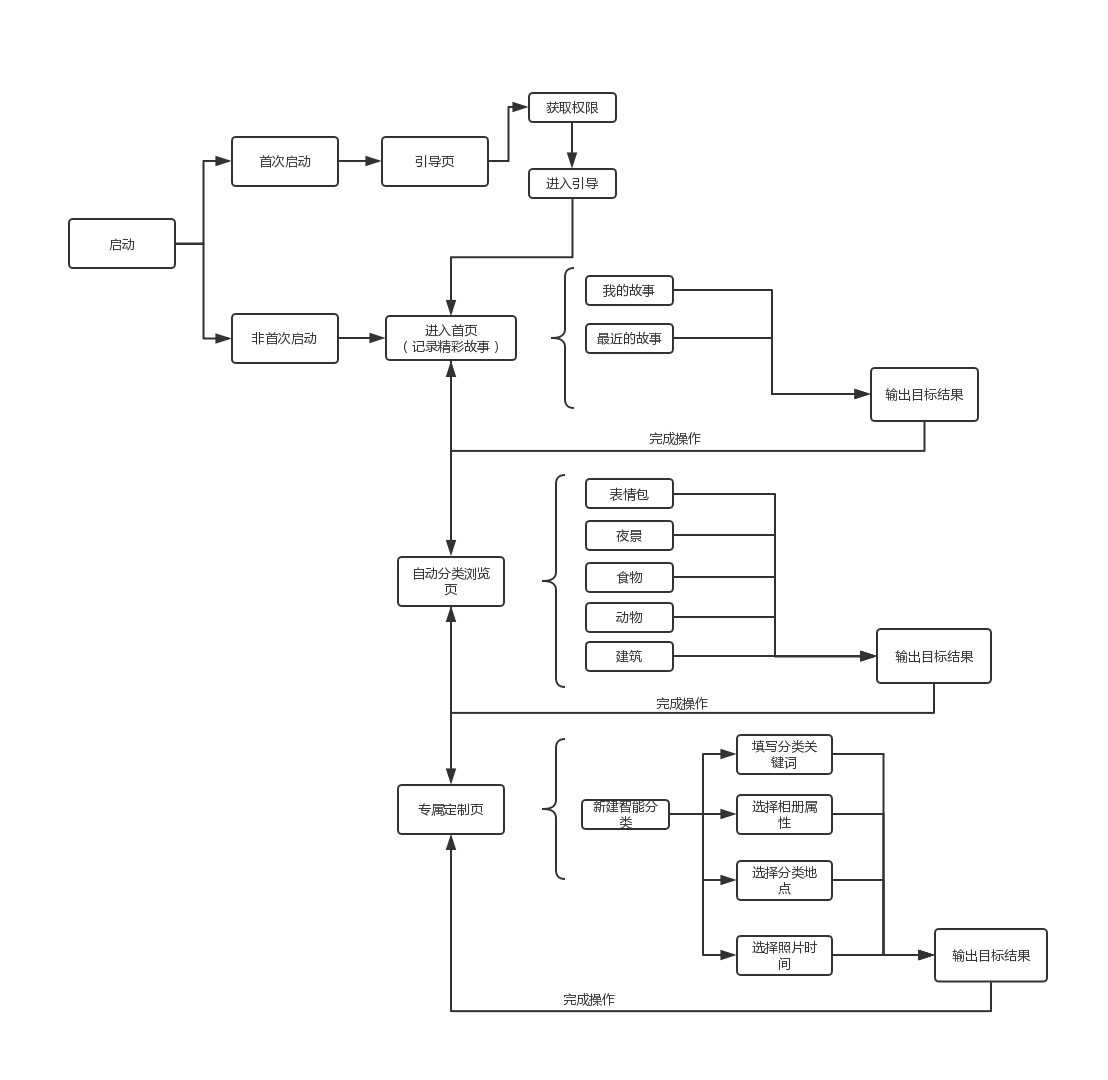 获取权限
首次启动
引导页
进入引导
启动
我的故事
非首次启动
进入首页
（记录精彩故事）
最近的故事
输出目标结果
完成操作
表情包
夜景
自动分类浏览
页
食物
动物
建筑
输出目标结果
完成操作
填写分类关
键词
专属定制页
新建智能分
类
选择相册属
性
选择分类地
点
选择照片时
间
输出目标结果
完成操作